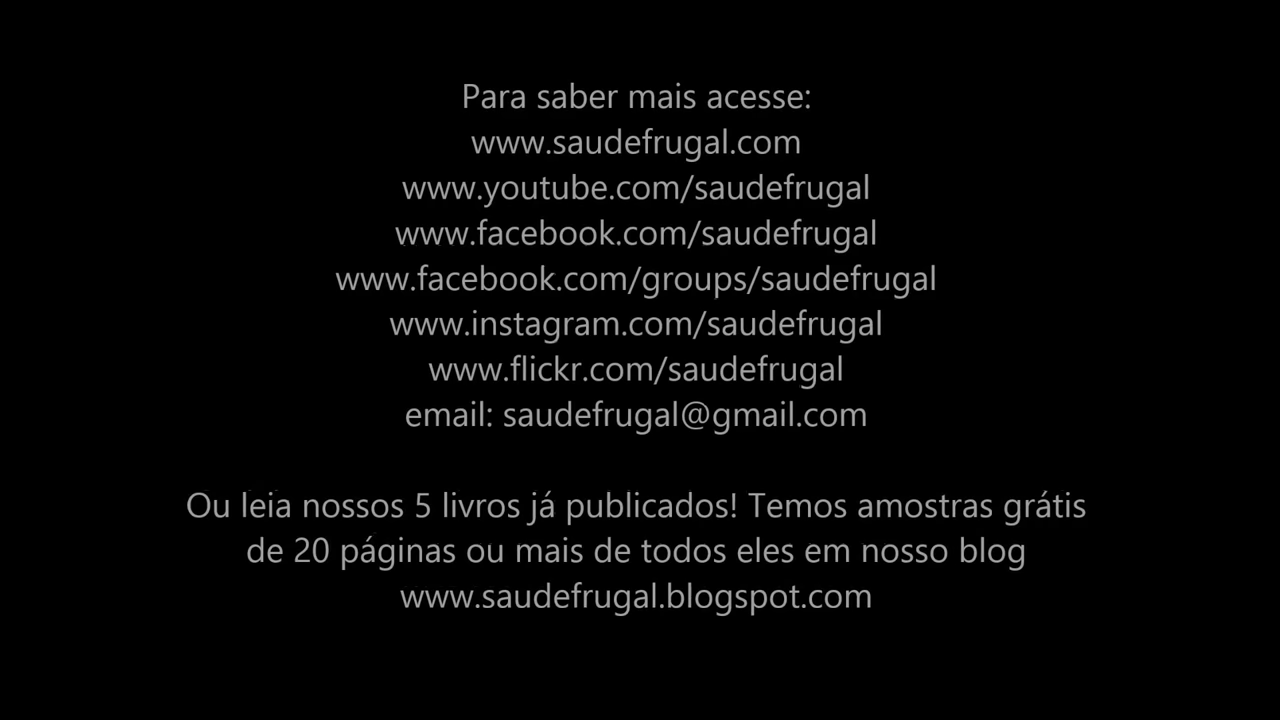 Para saber mais acesse:
www.saudefrugal.com
www.youtube.com/saudefrugal
www.facebook.com/saudefrugal
www.facebook.com/groups/saudefrugal
www.instagram.com/saudefrugal
www.flickr.com/saudefrugal
email: saudefrugal@gmail.com
Ou leia nossos 5 livros já publicados! Temos amostras grátis
de 20 páginas ou mais de todos eles em nosso blog
www.saudefrugal.blogspot.com